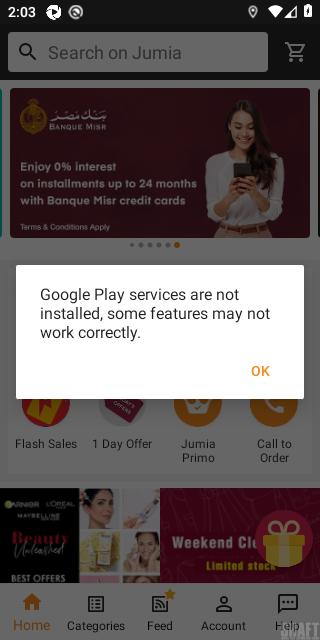 2:03
Search on Jumia
بنك مصر
BANQUE MISR
Enjoy 0% interest
on installments up to 24 months
with Banque Misr credit cards
Terms & Conditions Apply
Google Play services are not
installed, some features may not
work correctly.
OK
OFFERS
Flash Sales
1 Day Offer
Jumia
Primo
Call to
Order
GARNIER
L'ORÉAL
MAYBELLINE
Beauty
Unleashed
BEST OFFERS
Weekend
Limited stock
Home
Categories
Feed
Account
Help